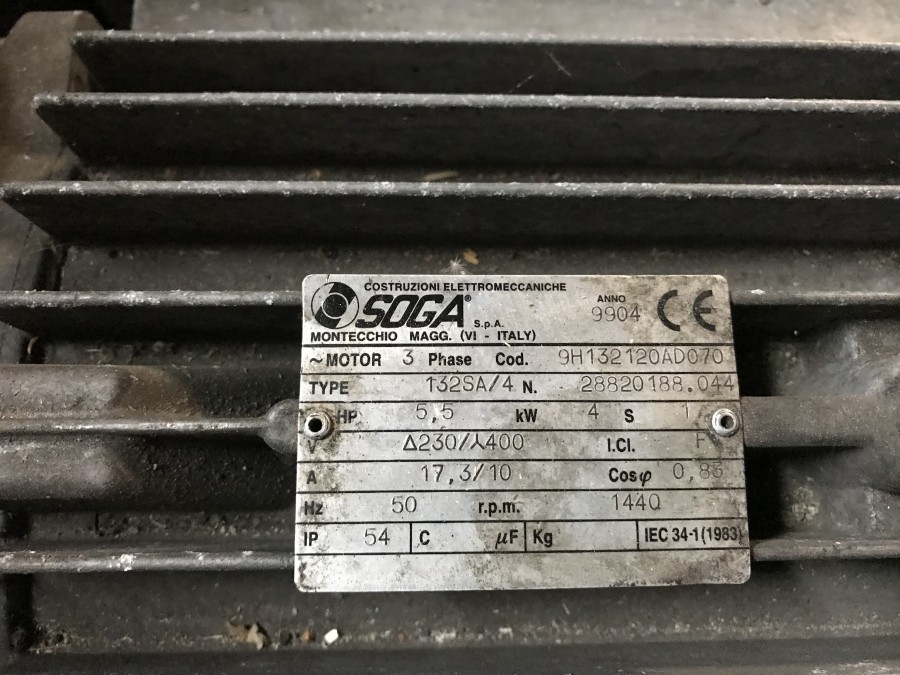 COSTRUZIONI ELETTROMECCANICHE
SOGA® S.p.A. ANNO 9904 CE
MONTECCHIO MAGG. (VI - ITALY)
~MOTOR 3 Phase Cod. 9H132120AD070
TYPE 132SA/4 N. 28820188.044
HP 5,5 kW 4 S 1
V Δ230/⅄400 I.Cl. F
A 17,3/10 Cosφ 0,83
Hz 50 r.p.m. 1440
IP 54 C µF Kg IEC 34-1(1983)